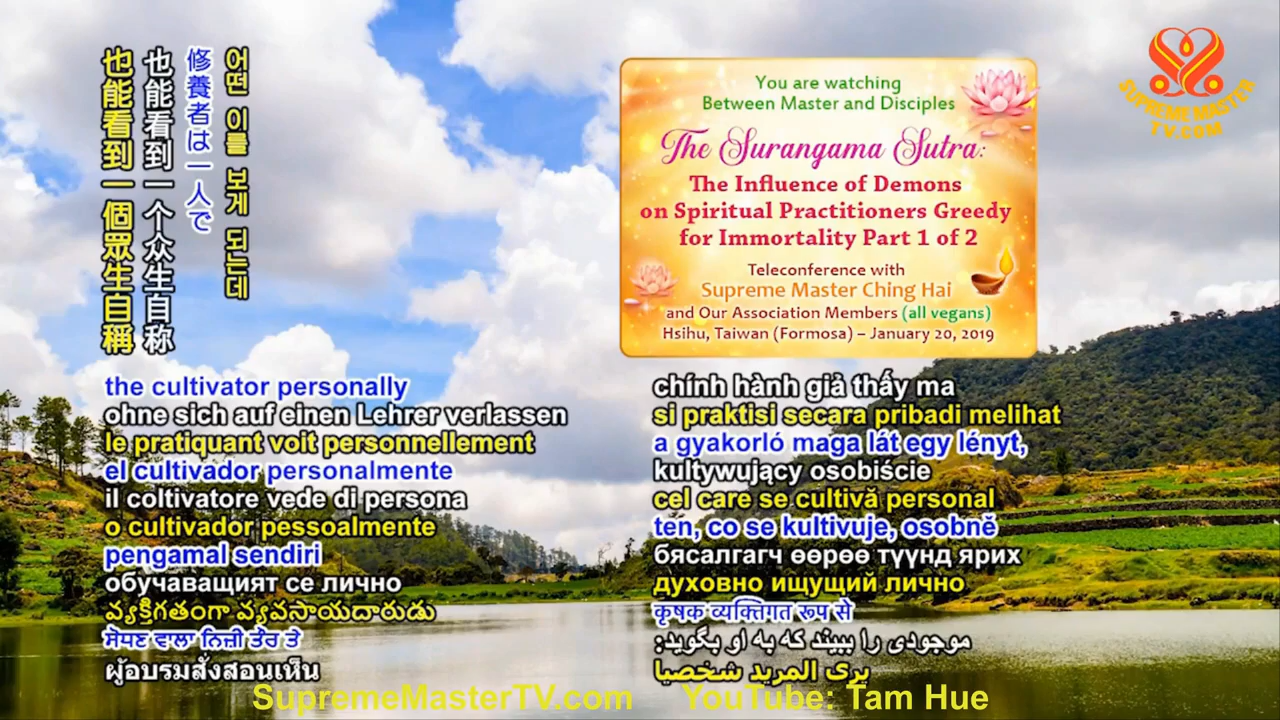 어떤 이를 보게 되는데
修養者は一人で
也能看到一个众生自称
也能看到一個眾生自稱
You are watching
Between Master and Disciples
The Surangama Sutra:
The Influence of Demons
on Spiritual Practitioners Greedy
for Immortality Part 1 of 2
Teleconference with
Supreme Master Ching Hai
and Our Association Members (all vegans)
Hsihu, Taiwan (Formosa) – January 20, 2019
SUPREME MASTER
TV.COM
the cultivator personally
ohne sich auf einen Lehrer verlassen
le pratiquant voit personnellement
el cultivador personalmente
il coltivatore vede di persona
o cultivador pessoalmente
pengamal sendiri
обучаващият се лично
వ్యక్తిగతంగా వ్యవసాయదారుడు
ਸੋਧਣ ਵਾਲਾ ਨਿਜ਼ੀ ਤੌਰ ਤੇ
ผู้อบรมสั่งสอนเห็น
chính hành giả thấy ma
si praktisi secara pribadi melihat
a gyakorló maga lát egy lényt,
kultywujący osobiście
cel care se cultivă personal
ten, co se kultivuje, osobně
бясалгагч өөрөө түүнд ярих
духовно ищущий лично
कृषक व्यक्तिगत रूप से
موجودی را ببیند که به او بگوید:
يرى المريد شخصيا
SupremeMasterTV.com YouTube: Tam Hue